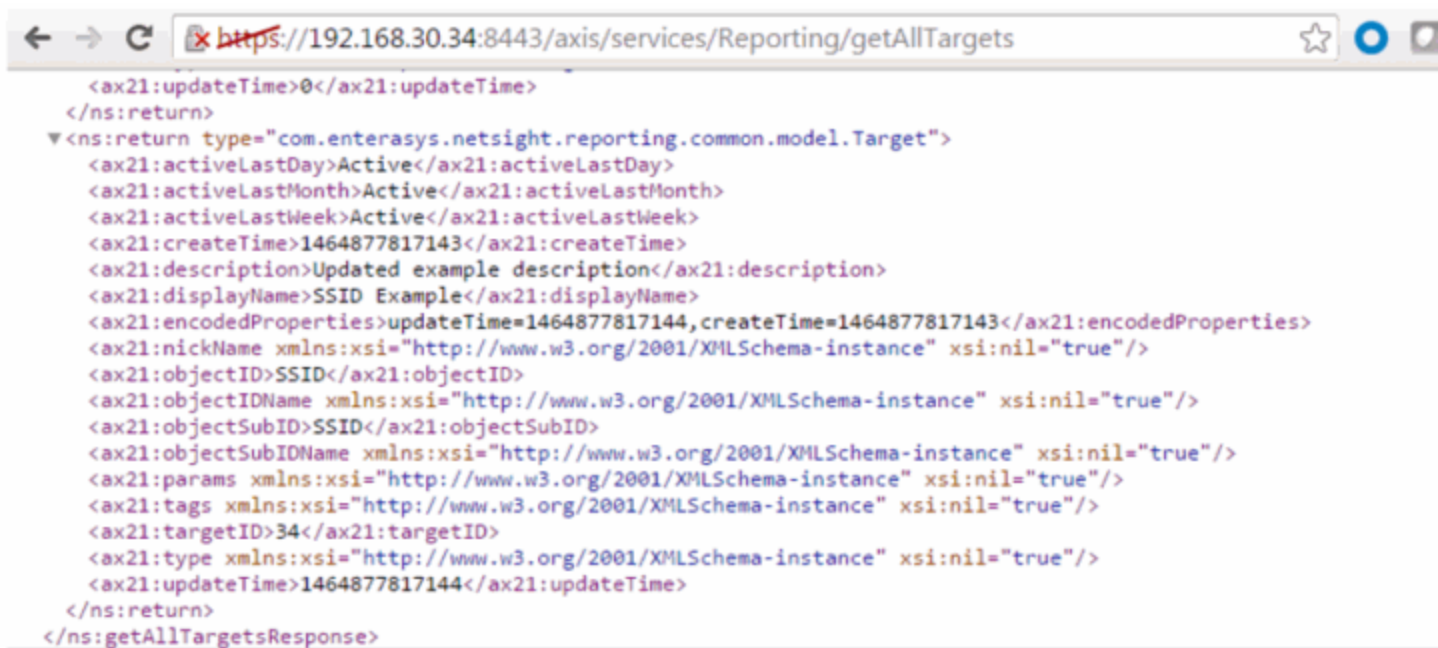 https://192.168.30.34:8443/axis/services/Reporting/getAllTargets
<ax21:updateTime>0</ax21:updateTime>
</ns:return>
▼<ns:return type="com.enterasys.netsight.reporting.common.model.Target">
<ax21:activeLastDay>Active</ax21:activeLastDay>
<ax21:activeLastMonth>Active</ax21:activeLastMonth>
<ax21:activeLastWeek>Active</ax21:activeLastWeek>
<ax21:createTime>1464877817143</ax21:createTime>
<ax21:description>Updated example description</ax21:description>
<ax21:displayName>SSID Example</ax21:displayName>
<ax21:encodedProperties>updateTime=1464877817144,createTime=1464877817143</ax21:encodedProperties>
<ax21:nickName xmlns:xsi="http://www.w3.org/2001/XMLSchema-instance" xsi:nil="true"/>
<ax21:objectID>SSID</ax21:objectID>
<ax21:objectIDName xmlns:xsi="http://www.w3.org/2001/XMLSchema-instance" xsi:nil="true"/>
<ax21:objectSubID>SSID</ax21:objectSubID>
<ax21:objectSubIDName xmlns:xsi="http://www.w3.org/2001/XMLSchema-instance" xsi:nil="true"/>
<ax21:params xmlns:xsi="http://www.w3.org/2001/XMLSchema-instance" xsi:nil="true"/>
<ax21:tags xmlns:xsi="http://www.w3.org/2001/XMLSchema-instance" xsi:nil="true"/>
<ax21:targetID>34</ax21:targetID>
<ax21:type xmlns:xsi="http://www.w3.org/2001/XMLSchema-instance" xsi:nil="true"/>
<ax21:updateTime>1464877817144</ax21:updateTime>
</ns:return>
</ns:getAllTargetsResponse>